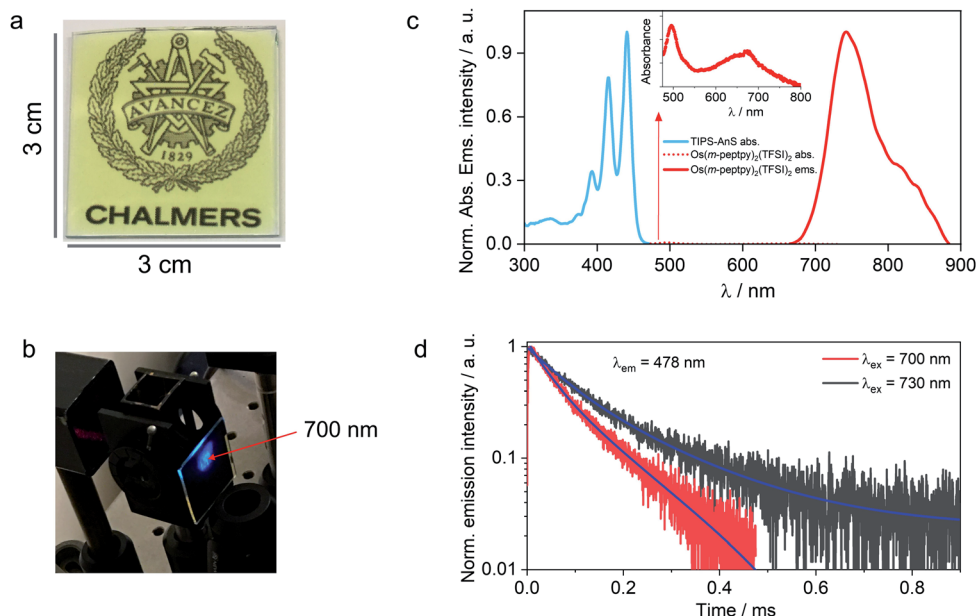 a
3 cm
AVANCEZ
1829
CHALMERS
3 cm
b
700 nm
c
Norm. Abs. Ems. intensity / a. u.
0.9
0.6
0.3
0.0
300 400 500 600 700 800 900
λ / nm
Absorbance
500 600 700 800
λ / nm
TIPS-AnS abs.
Os(m-peptpy)₂(TFSI)₂ abs.
Os(m-peptpy)₂(TFSI)₂ ems.
d
Norm. emission intensity / a. u.
1
0.1
0.01
λem = 478 nm
λex = 700 nm
λex = 730 nm
0.0 0.2 0.4 0.6 0.8
Time / ms